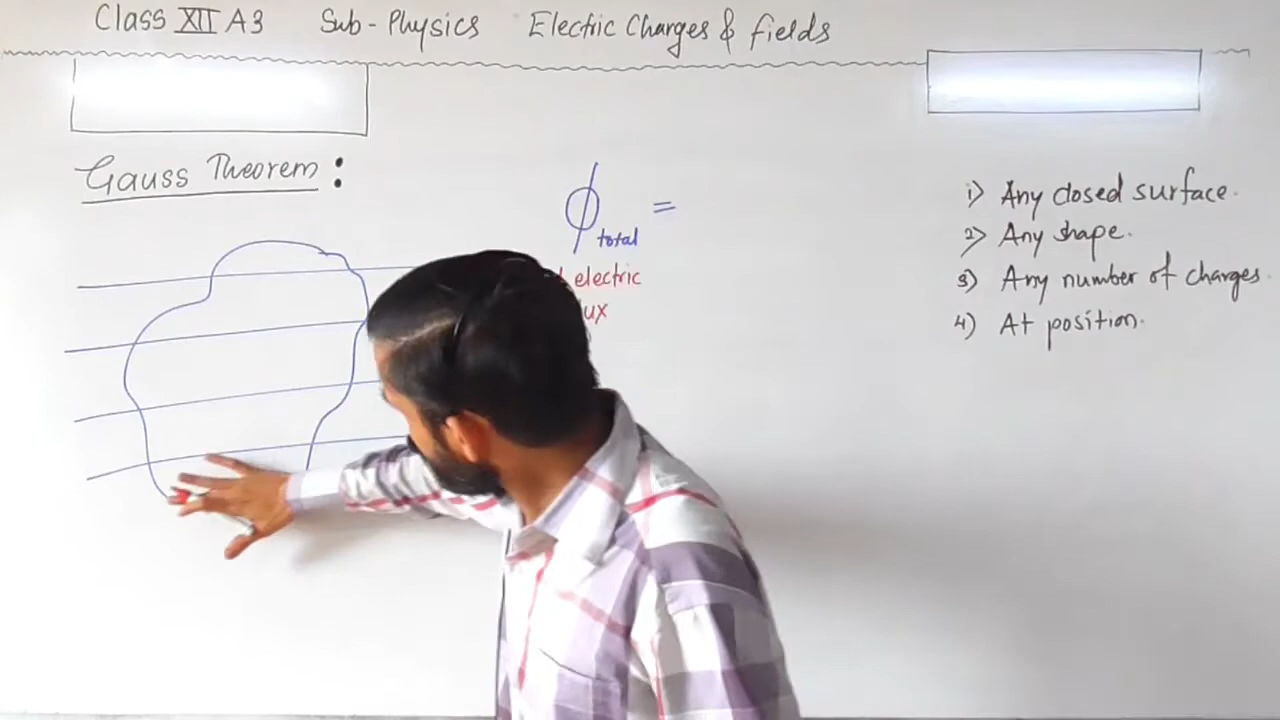 Class XII A3 Sub - Physics Electric Charges & fields
Gauss Theorem :
ϕ total =
electric
1) Any closed surface.
2) Any shape.
3) Any number of charges.
4) At position.